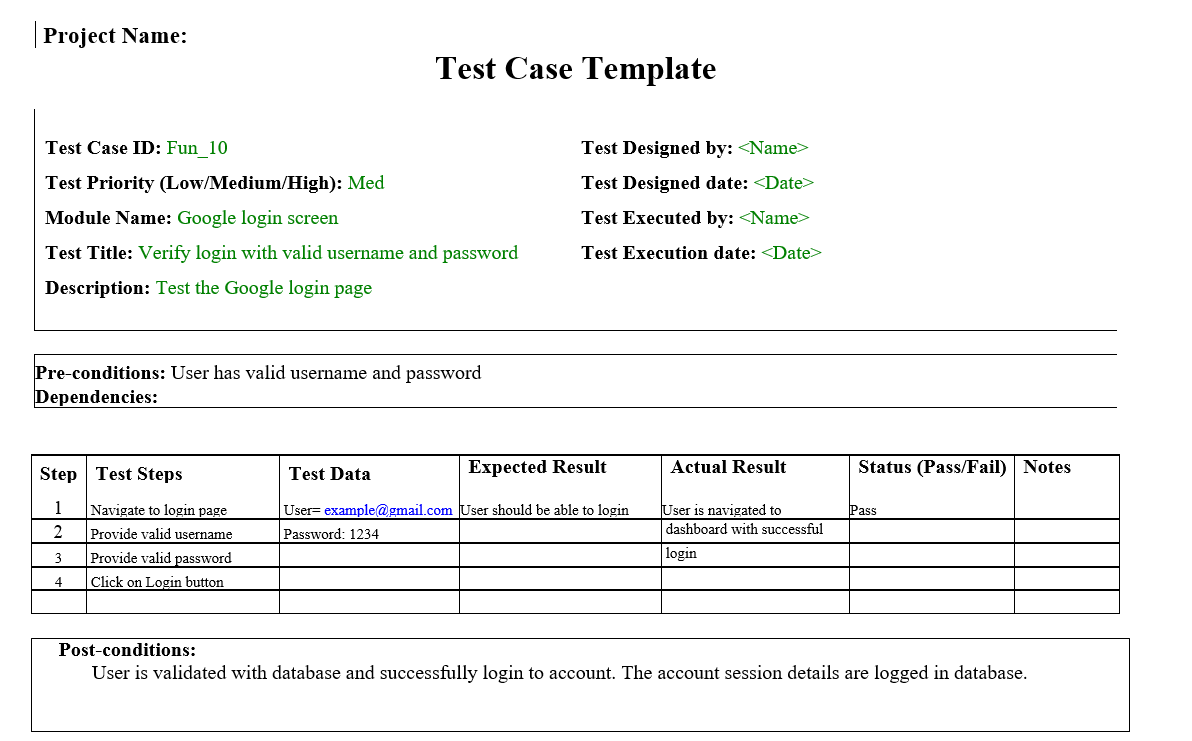 Project Name:
Test Case Template
Test Case ID: Fun_10 Test Designed by: <Name>
Test Priority (Low/Medium/High): Med Test Designed date: <Date>
Module Name: Google login screen Test Executed by: <Name>
Test Title: Verify login with valid username and password Test Execution date: <Date>
Description: Test the Google login page
Pre-conditions: User has valid username and password
Dependencies:
Step Test Steps Test Data Expected Result Actual Result Status (Pass/Fail) Notes
1 Navigate to login page User= example@gmail.com User should be able to login User is navigated to Pass
2 Provide valid username Password: 1234 dashboard with successful
3 Provide valid password login
4 Click on Login button
Post-conditions:
User is validated with database and successfully login to account. The account session details are logged in database.